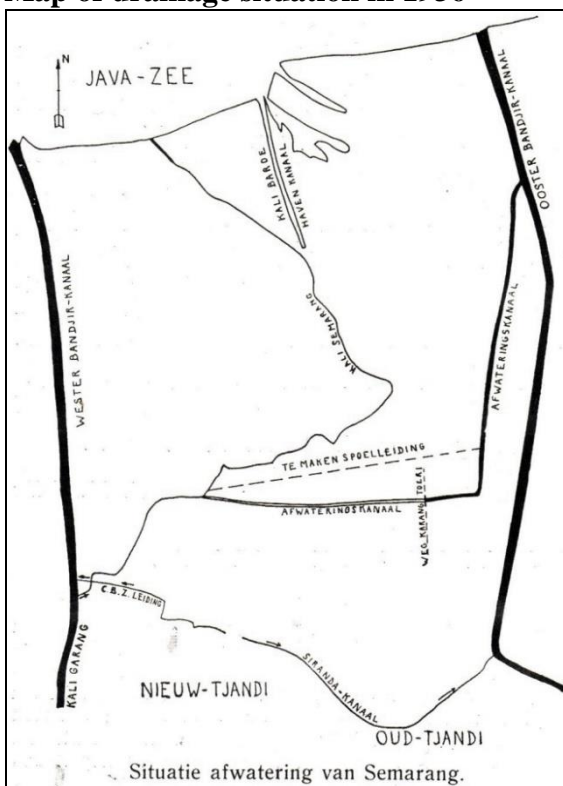 Map of drainage situation in 1936
N
JAVA-ZEE
KALI BARDE
HAVEN KANAAL
OOSTER BANDJIR-KANAAL
WESTER BANDJIR-KANAAL
KALI SEMARANG
AFWATERINGSKANAAL
TE MAKEN SPOELLEIDING
AFWATERINGSKANAAL
WEG KARANG TOERI
C.B.Z. LEIDING
KALI GARANG
SIRANDA-KANAAL
NIEUW-TJANDI
OUD-TJANDI
Situatie afwatering van Semarang.